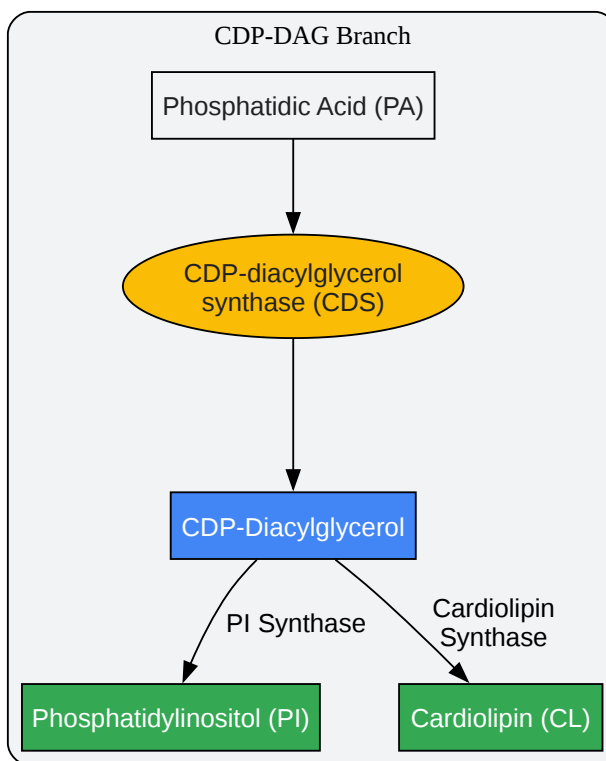 CDP-DAG Branch
Phosphatidic Acid (PA)
CDP-diacylglycerol
synthase (CDS)
CDP-Diacylglycerol
PI Synthase
Cardiolipin
Synthase
Phosphatidylinositol (PI)
Cardiolipin (CL)